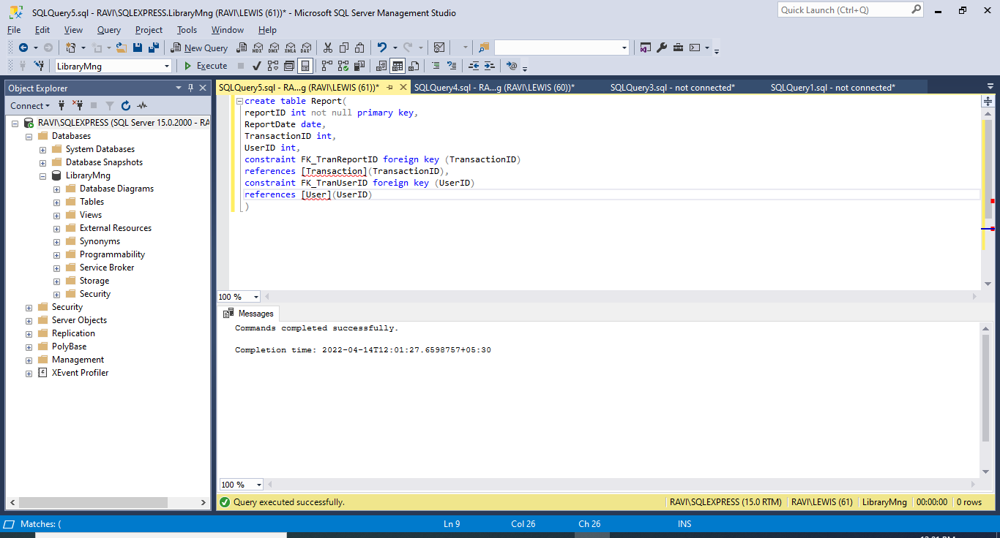 SQLQuery5.sql - RAVI\SQLEXPRESS.LibraryMng (RAVI\LEWIS (61))* - Microsoft SQL Server Management Studio
Quick Launch (Ctrl+Q)
File Edit View Query Project Tools Window Help
New Query MDX DMX XMLA DAX
LibraryMng Execute
Object Explorer
Connect
RAVI\SQLEXPRESS (SQL Server 15.0.2000 - RA
Databases
System Databases
Database Snapshots
LibraryMng
Database Diagrams
Tables
Views
External Resources
Synonyms
Programmability
Service Broker
Storage
Security
Security
Server Objects
Replication
PolyBase
Management
XEvent Profiler
SQLQuery5.sql - RA...g (RAVI\LEWIS (61))* SQLQuery4.sql - RA...g (RAVI\LEWIS (60))* SQLQuery3.sql - not connected* SQLQuery1.sql - not connected*
create table Report(
reportID int not null primary key,
ReportDate date,
TransactionID int,
UserID int,
constraint FK_TranReportID foreign key (TransactionID)
references [Transaction](TransactionID),
constraint FK_TranUserID foreign key (UserID)
references [User](UserID)
)
100 %
Messages
Commands completed successfully.
Completion time: 2022-04-14T12:01:27.6598757+05:30
100 %
Query executed successfully. RAVI\SQLEXPRESS (15.0 RTM) RAVI\LEWIS (61) LibraryMng 00:00:00 0 rows
Matches: ( Ln 9 Col 26 Ch 26 INS